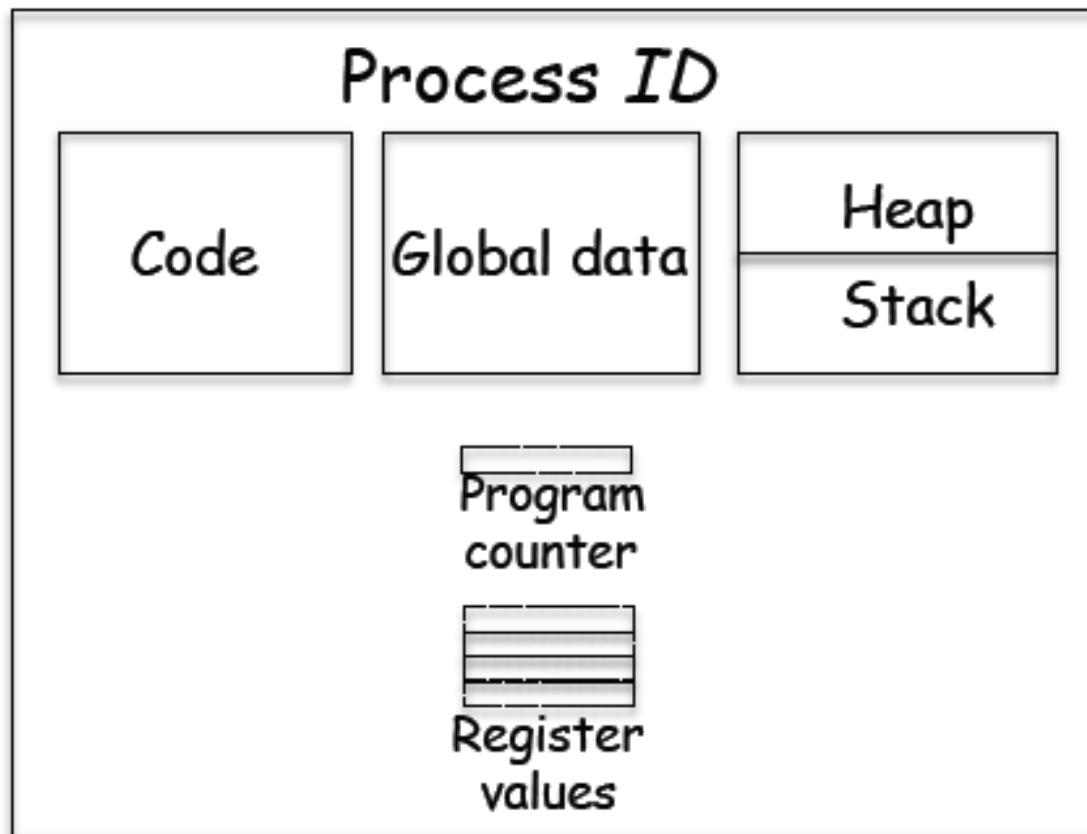 Process ID
Code
Global data
Heap
Stack
Program
counter
Register
values